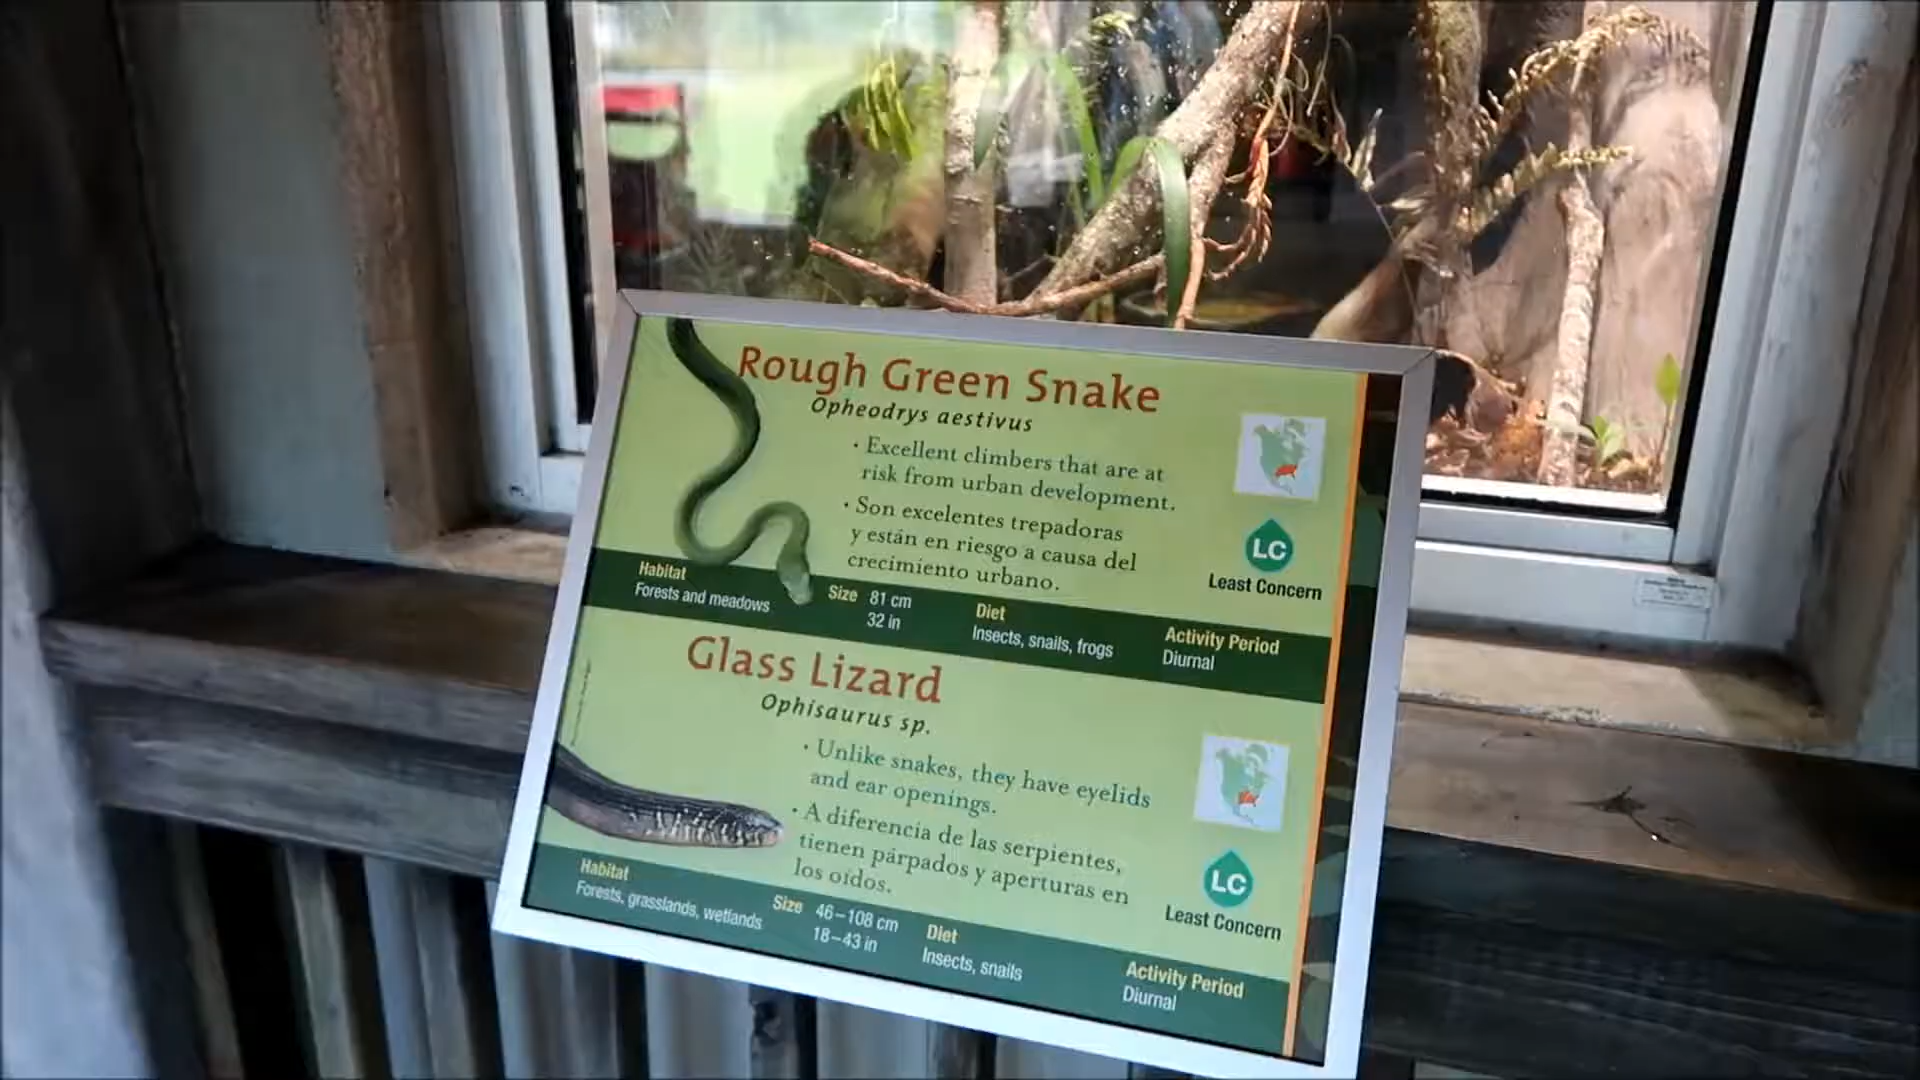 Rough Green Snake
Opheodrys aestivus
• Excellent climbers that are at
risk from urban development.
• Son excelentes trepadoras
y están en riesgo a causa del
crecimiento urbano.
LC
Least Concern
Habitat
Forests and meadows
Size 81 cm
32 in
Diet
Insects, snails, frogs
Activity Period
Diurnal
Glass Lizard
Ophisaurus sp.
• Unlike snakes, they have eyelids
and ear openings.
• A diferencia de las serpientes,
tienen párpados y aperturas en
los oídos.
LC
Least Concern
Habitat
Forests, grasslands, wetlands
Size 46–108 cm
18–43 in
Diet
Insects, snails
Activity Period
Diurnal